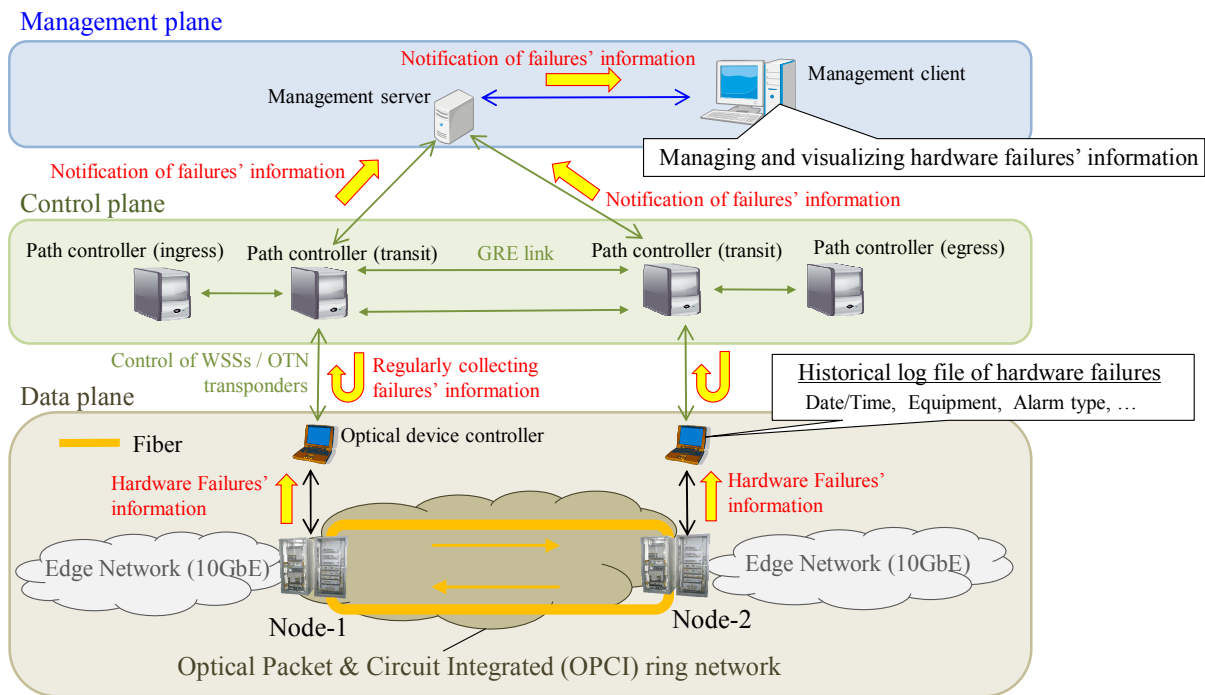 Management plane
Notification of failures' information
Management server
Management client
Managing and visualizing hardware failures' information
Notification of failures' information
Notification of failures' information
Control plane
Path controller (ingress)
Path controller (transit)
GRE link
Path controller (transit)
Path controller (egress)
Control of WSSs / OTN
transponders
Regularly collecting
failures' information
Historical log file of hardware failures
Date/Time, Equipment, Alarm type, …
Data plane
Fiber
Optical device controller
Hardware Failures'
information
Hardware Failures'
information
Edge Network (10GbE)
Edge Network (10GbE)
Node-1
Node-2
Optical Packet & Circuit Integrated (OPCI) ring network